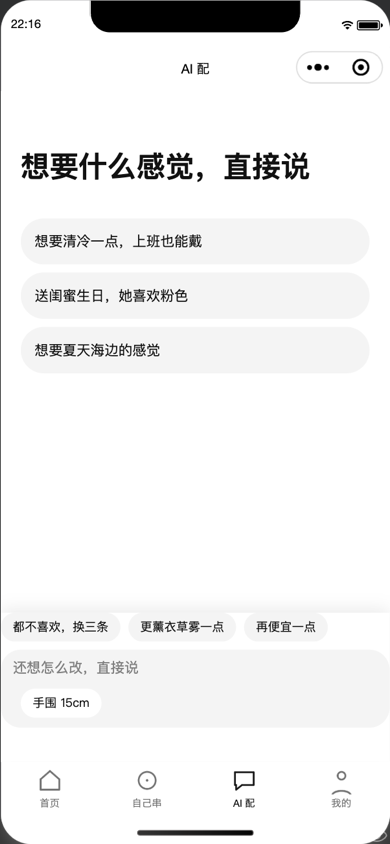 22:16
AI 配
想要什么感觉，直接说
想要清冷一点，上班也能戴
送闺蜜生日，她喜欢粉色
想要夏天海边的感觉
都不喜欢，换三条 更薰衣草雾一点 再便宜一点
还想怎么改，直接说
手围 15cm
首页 自己串 AI 配 我的